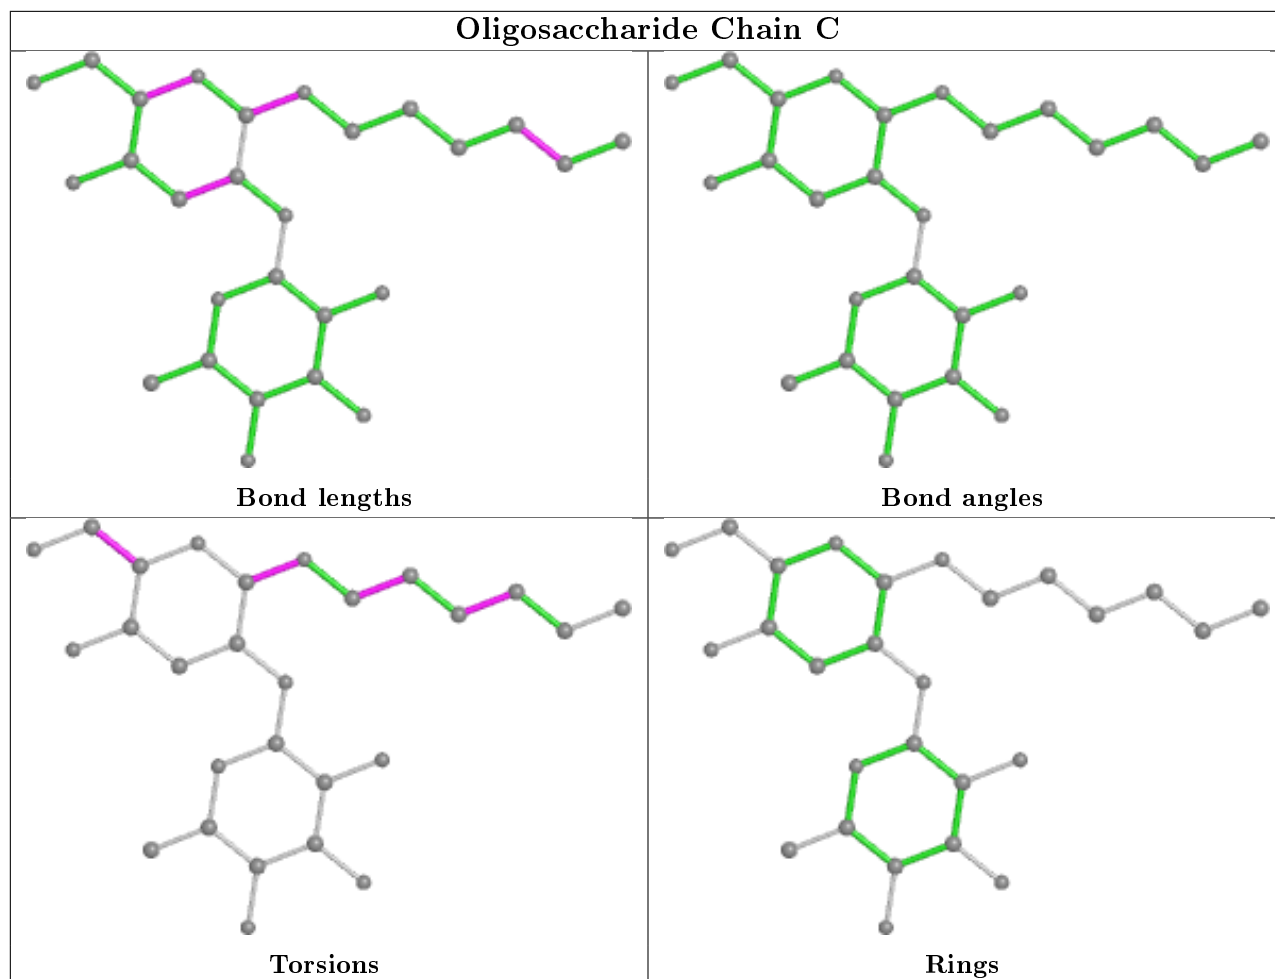 Oligosaccharide Chain C
Bond lengths
Bond angles
Torsions
Rings